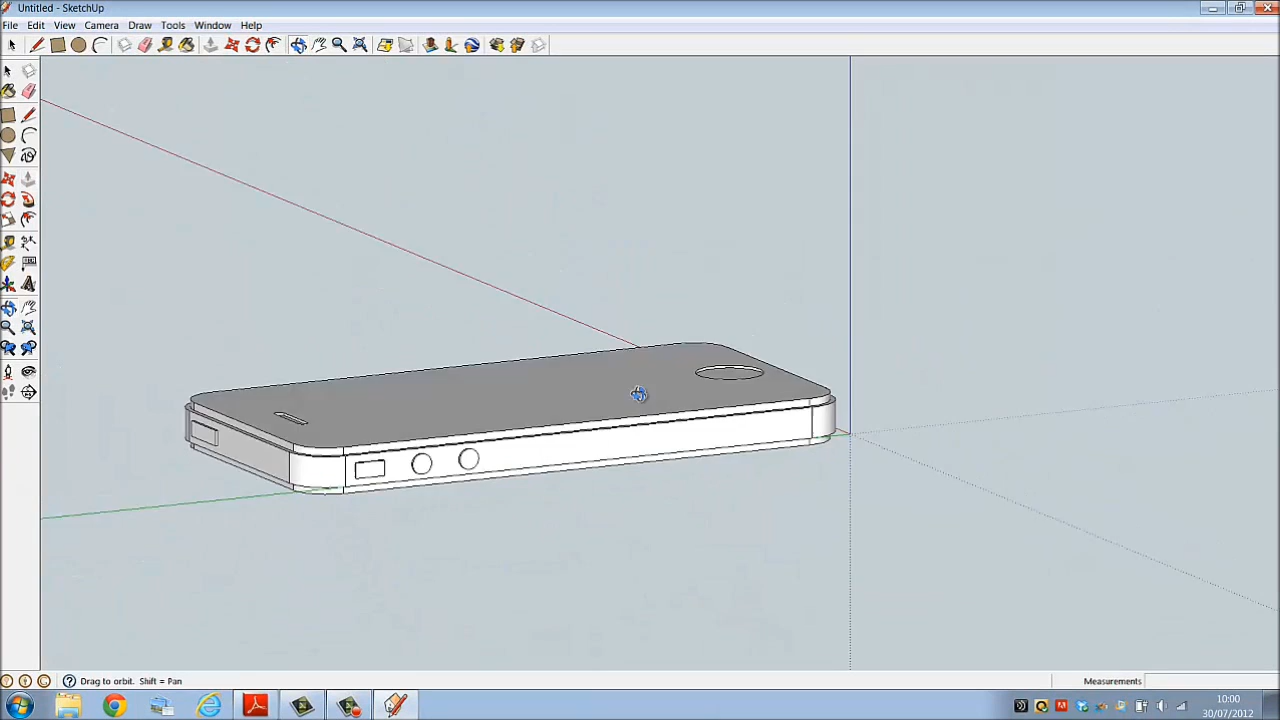 Untitled - SketchUp
File Edit View Camera Draw Tools Window Help
Drag to orbit. Shift = Pan
Measurements
10:00
30/07/2012